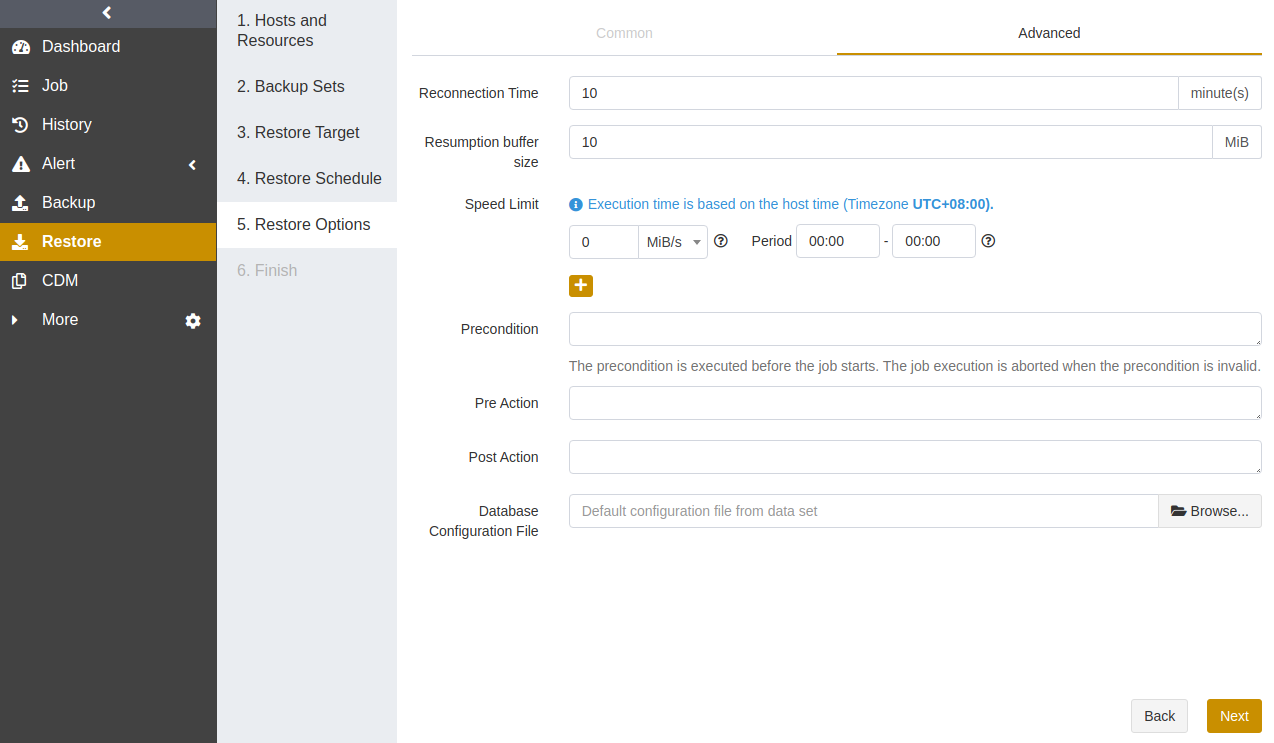 Dashboard
Job
History
Alert
Backup
Restore
CDM
More
1. Hosts and
Resources
2. Backup Sets
3. Restore Target
4. Restore Schedule
5. Restore Options
6. Finish
Common
Advanced
Reconnection Time
10
minute(s)
Resumption buffer
size
10
MiB
Speed Limit
Execution time is based on the host time (Timezone UTC+08:00).
0
MiB/s
Period
00:00
-
00:00
Precondition
The precondition is executed before the job starts. The job execution is aborted when the precondition is invalid.
Pre Action
Post Action
Database
Configuration File
Default configuration file from data set
Browse...
Back
Next